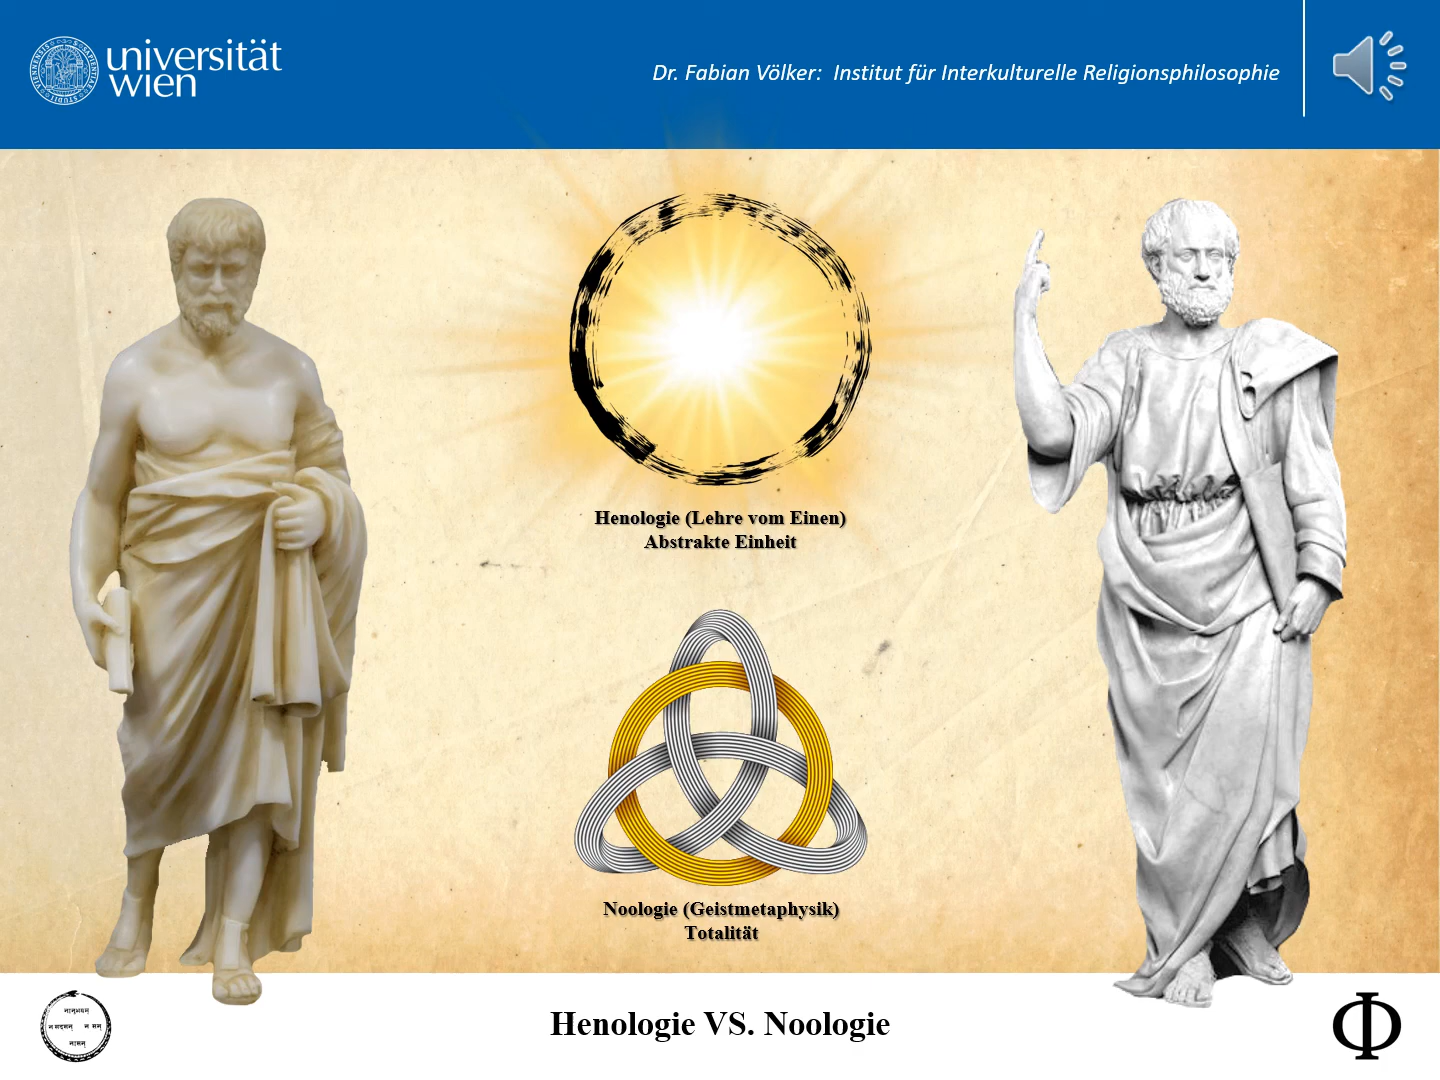 universität
wien
Dr. Fabian Völker: Institut für Interkulturelle Religionsphilosophie
Henologie (Lehre vom Einen)
Abstrakte Einheit
Noologie (Geistmetaphysik)
Totalität
Henologie VS. Noologie
नासन्
Φ